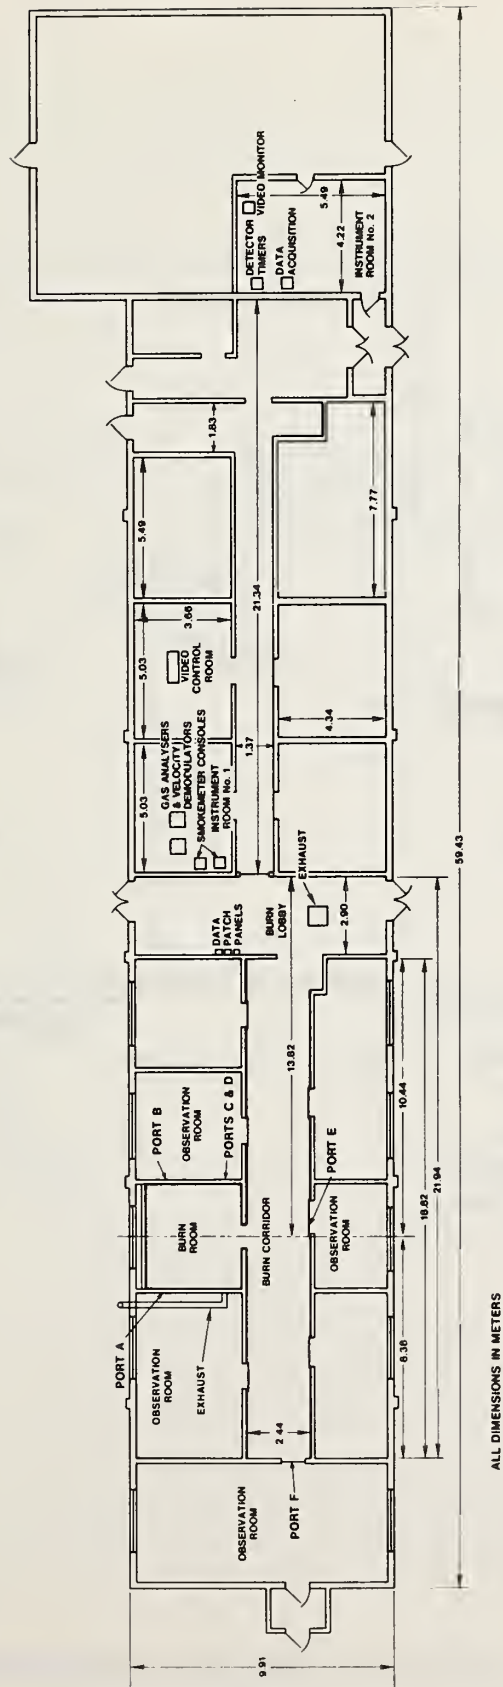 PORT A
OBSERVATION
ROOM
EXHAUST
OBSERVATION
ROOM
PORT F
9.91
2.44
BURN
ROOM
PORT B
OBSERVATION
ROOM
PORTS C & D
BURN CORRIDOR
PORT E
OBSERVATION
ROOM
DATA
PATCH
PANELS
BURN
LOBBY
EXHAUST
2.90
13.82
8.38
10.44
18.82
21.94
59.43
5.03
GAS ANALYSERS
& VELOCITY
DEMODULATORS
SMOKEMETER CONSOLES
INSTRUMENT
ROOM No. 1
5.03
3.66
VIDEO
CONTROL
ROOM
5.49
1.83
1.37
21.34
4.34
7.77
DETECTOR
TIMERS
VIDEO MONITOR
DATA
ACQUISITION
5.49
4.22
INSTRUMENT
ROOM No. 2
ALL DIMENSIONS IN METERS